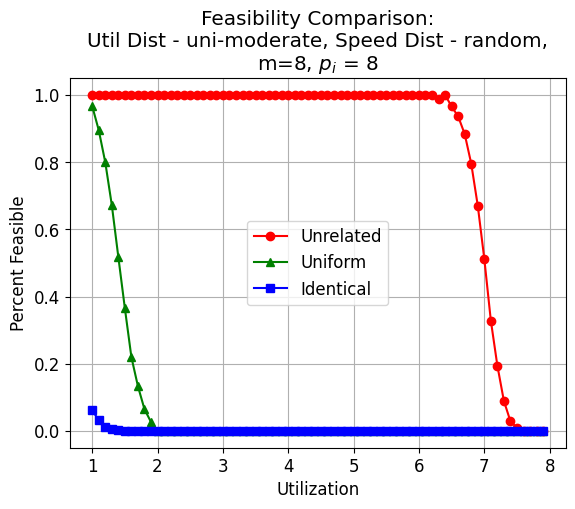 Feasibility Comparison:
Util Dist - uni-moderate, Speed Dist - random,
m=8, $p_i$ = 8
1.0
0.8
0.6
0.4
0.2
0.0
Percent Feasible
Unrelated
Uniform
Identical
1 2 3 4 5 6 7 8
Utilization